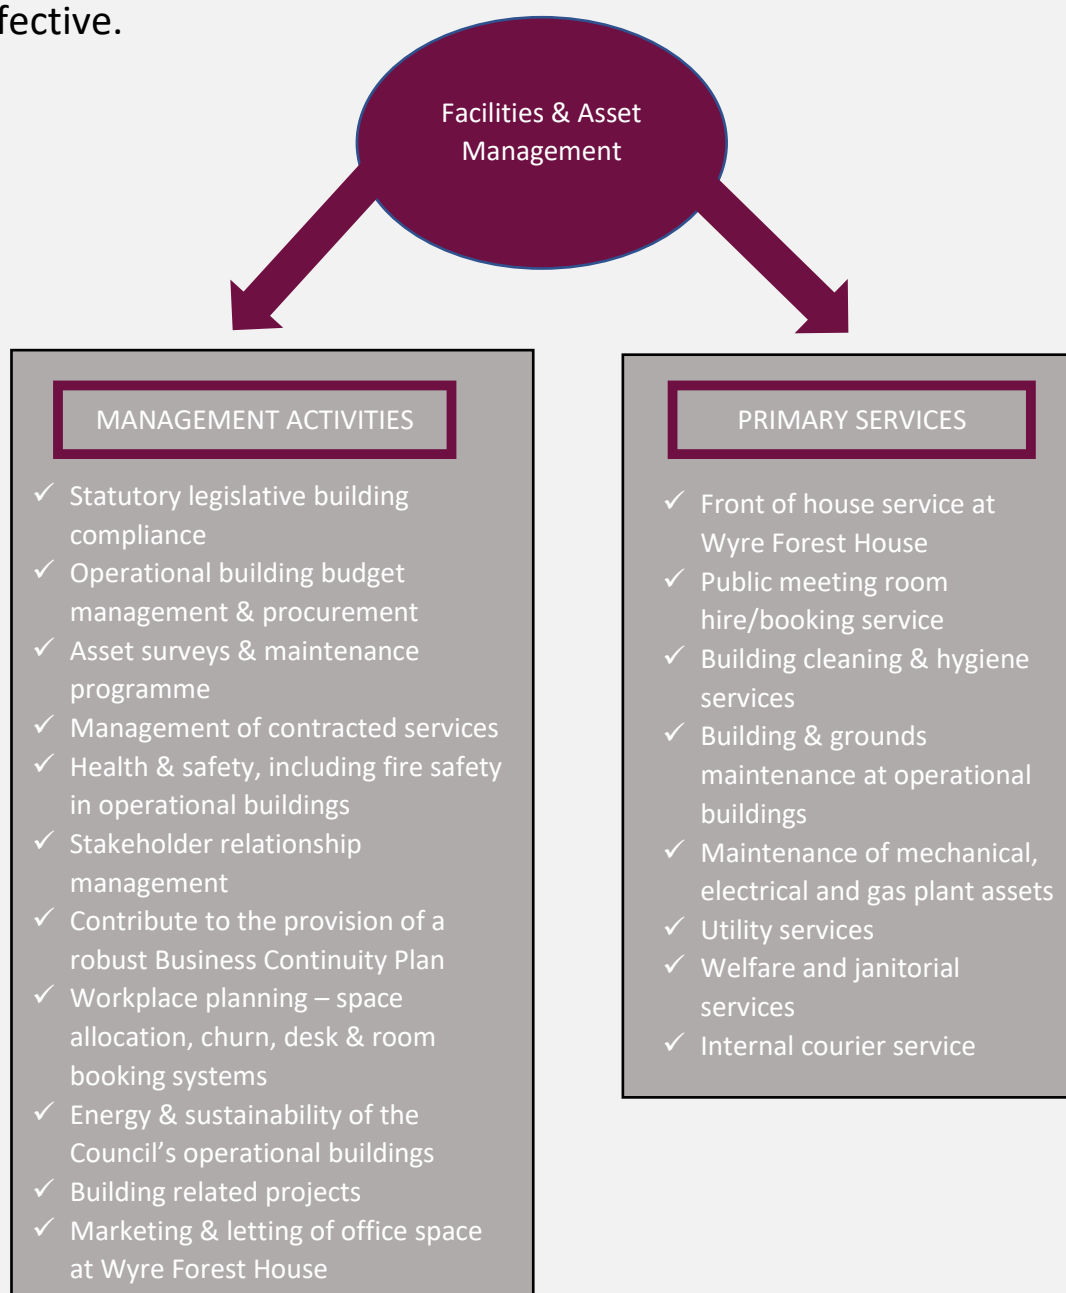 fective.
Facilities & Asset
Management
MANAGEMENT ACTIVITIES
✓ Statutory legislative building
compliance
✓ Operational building budget
management & procurement
✓ Asset surveys & maintenance
programme
✓ Management of contracted services
✓ Health & safety, including fire safety
in operational buildings
✓ Stakeholder relationship
management
✓ Contribute to the provision of a
robust Business Continuity Plan
✓ Workplace planning – space
allocation, churn, desk & room
booking systems
✓ Energy & sustainability of the
Council’s operational buildings
✓ Building related projects
✓ Marketing & letting of office space
at Wyre Forest House
PRIMARY SERVICES
✓ Front of house service at
Wyre Forest House
✓ Public meeting room
hire/booking service
✓ Building cleaning & hygiene
services
✓ Building & grounds
maintenance at operational
buildings
✓ Maintenance of mechanical,
electrical and gas plant assets
✓ Utility services
✓ Welfare and janitorial
services
✓ Internal courier service